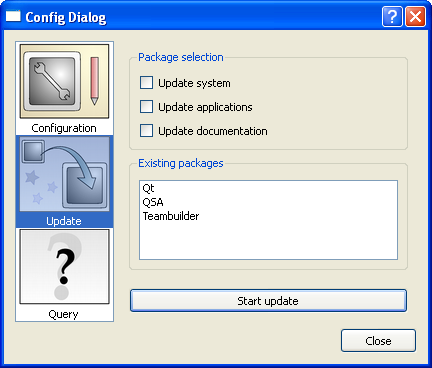 Config Dialog
Configuration
Update
Query
Package selection
Update system
Update applications
Update documentation
Existing packages
Qt
QSA
Teambuilder
Start update
Close